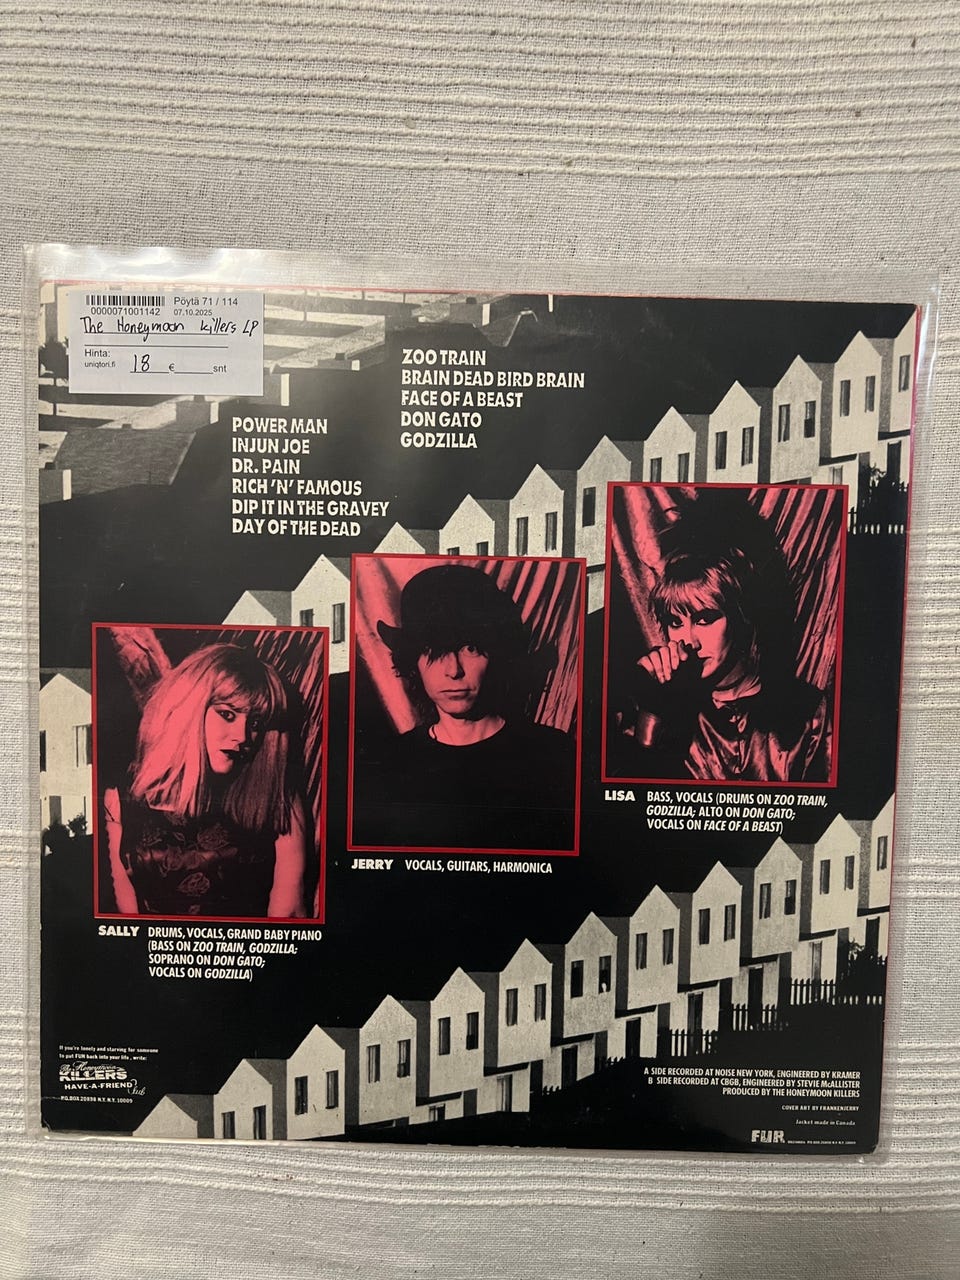 0000071001142
Pöytä 71 / 114
07.10.2025
The Honeymoon killers LP
Hinta:
uniqtori.fi 18 € snt
POWER MAN
INJUN JOE
DR. PAIN
RICH 'N' FAMOUS
DIP IT IN THE GRAVEY
DAY OF THE DEAD
ZOO TRAIN
BRAIN DEAD BIRD BRAIN
FACE OF A BEAST
DON GATO
GODZILLA
SALLY DRUMS, VOCALS, GRAND BABY PIANO
(BASS ON ZOO TRAIN, GODZILLA;
SOPRANO ON DON GATO;
VOCALS ON GODZILLA)
JERRY VOCALS, GUITARS, HARMONICA
LISA BASS, VOCALS (DRUMS ON ZOO TRAIN,
GODZILLA; ALTO ON DON GATO;
VOCALS ON FACE OF A BEAST)
If you're lonely and starving for someone
to put FUR back into your life, write:
The Honeymoon
KILLERS
HAVE-A-FRIEND Club
P.O. BOX 20838 N.Y. N.Y. 10009
A SIDE RECORDED AT NOISE NEW YORK, ENGINEERED BY KRAMER
B SIDE RECORDED AT CBGB, ENGINEERED BY STEVIE McALLISTER
PRODUCED BY THE HONEYMOON KILLERS
COVER ART BY FRANKENJERRY
Jacket made in Canada
FUR